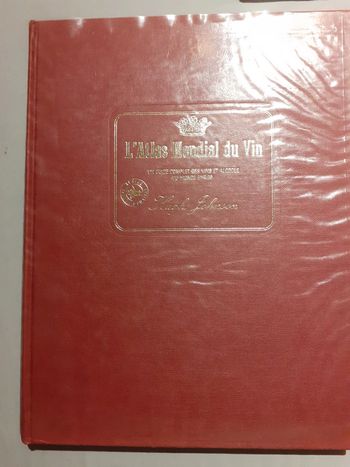 L'Atlas Mondial du Vin
UN GUIDE COMPLET DES VINS ET ALCOOLS
DU MONDE ENTIER
Hugh Johnson